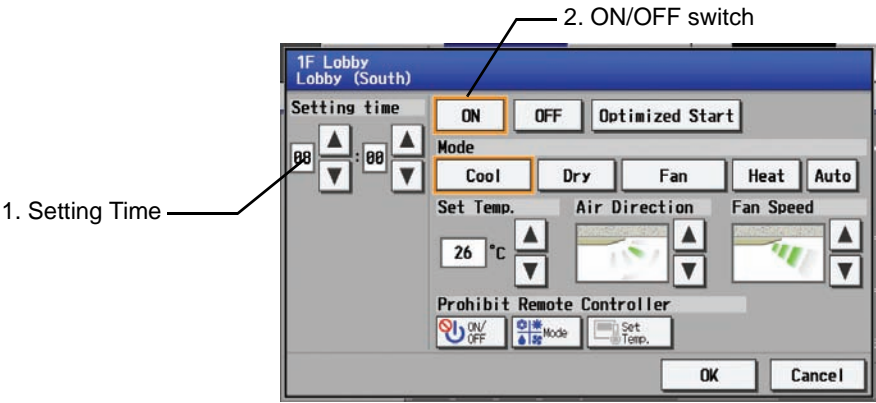 2. ON/OFF switch
1F Lobby
Lobby (South)
Setting time
08 : 00
ON OFF Optimized Start
Mode
Cool Dry Fan Heat Auto
1. Setting Time
Set Temp. Air Direction Fan Speed
26 °C
Prohibit Remote Controller
ON/
OFF
Mode
Set
Temp.
OK Cancel